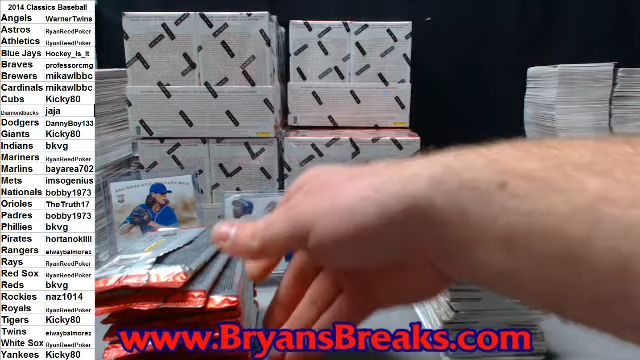 2014 Classics Baseball
Angels WarnerTwins
Astros RyanReedPoker
Athletics RyanReedPoker
Blue Jays Hockey_Is_It
Braves professorcmg
Brewers mikawlbbc
Cardinals mikawlbbc
Cubs Kicky80
Diamondbacks jaja
Dodgers DannyBoy133
Giants Kicky80
Indians bkvg
Mariners RyanReedPoker
Marlins bayarea702
Mets imsogenius
Nationals bobby1973
Orioles TheTruth17
Padres bobby1973
Phillies bkvg
Pirates
Rangers elwaybalmorez
Rays RyanReedPoker
Red Sox RyanReedPoker
Reds bkvg
Rockies naz1014
Royals RyanReedPoker
Tigers Kicky80
Twins elwaybalmorez
White Sox RyanReedPoker
Yankees Kicky80
www.BryansBreaks.com